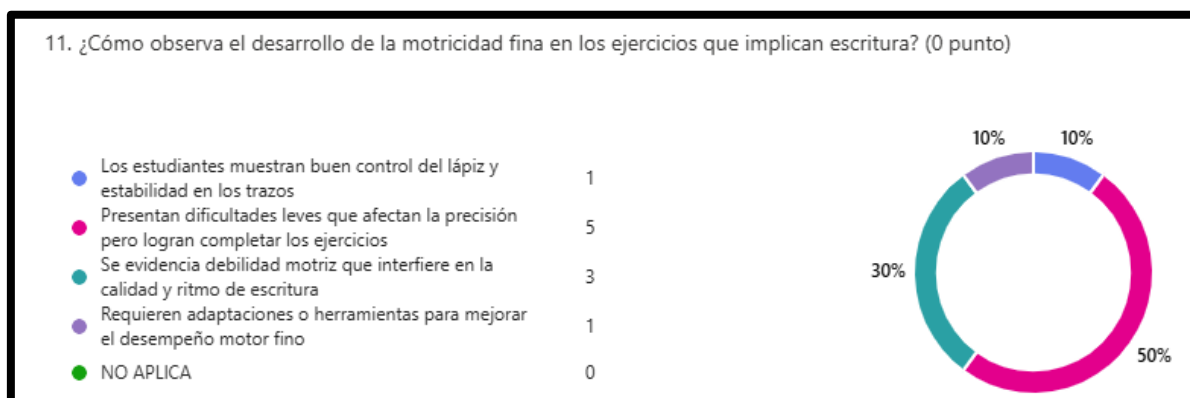 11. ¿Cómo observa el desarrollo de la motricidad fina en los ejercicios que implican escritura? (0 punto)
Los estudiantes muestran buen control del lápiz y
estabilidad en los trazos
1
Presentan dificultades leves que afectan la precisión
pero logran completar los ejercicios
5
Se evidencia debilidad motriz que interfiere en la
calidad y ritmo de escritura
3
Requieren adaptaciones o herramientas para mejorar
el desempeño motor fino
1
NO APLICA
0
10%
10%
30%
50%